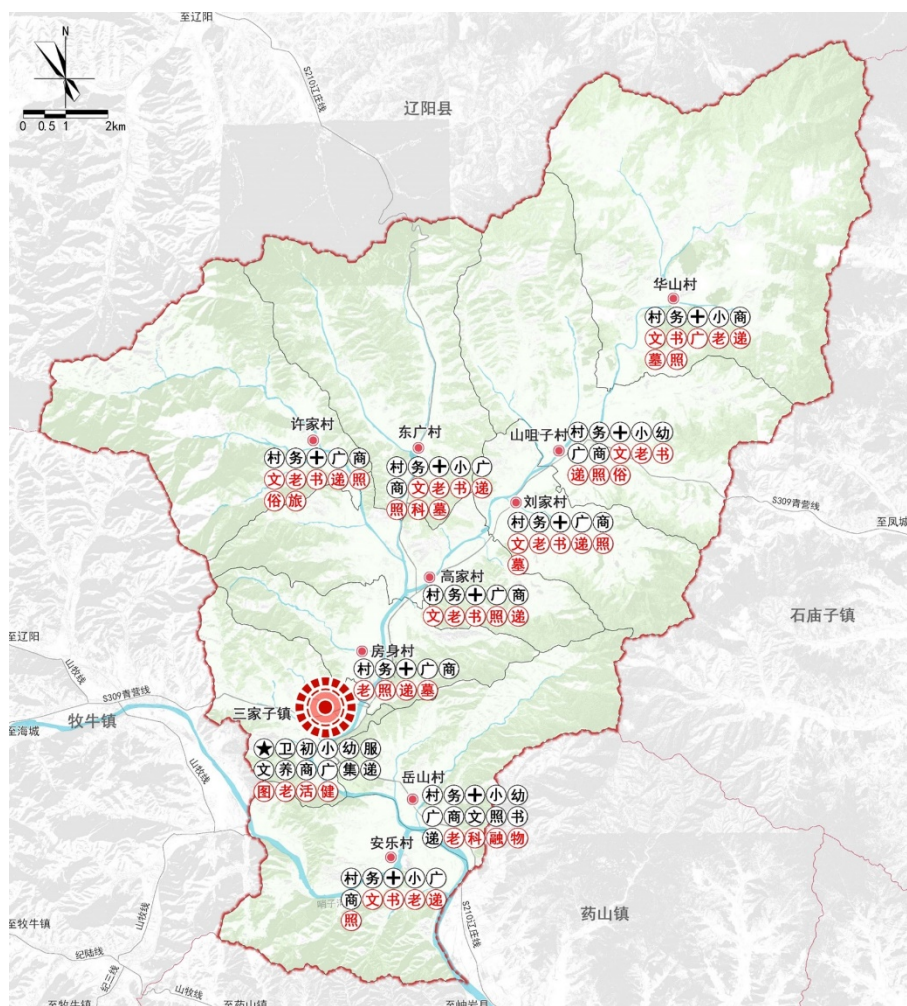 至辽阳
N
S210辽庄线
辽阳县
0 0.5 1 2km
华山村
村务+小商
文书广老递
墓照
许家村
村务+广商
文老书递照
俗旅
东广村
村务+小广
商文老书递
照科墓
山咀子村
村务+小幼
广商文老书
递照俗
刘家村
村务+广商
文老书递照
墓
S309青营线
至凤城
高家村
村务+广商
文老书照递
石庙子镇
至辽阳
山牧线
房身村
村务+广商
老照递墓
S309青营线
牧牛镇
至海城
三家子镇
★卫初小幼服
文养商广集递
图老活健
山牧线
岳山村
村务+小幼
广商文照书
递老科融物
安乐村
村务+小广
商文书老递
照
药山镇
S210辽庄线
至牧牛镇
山牧线
纪陆线
纪三线
至牧牛镇
山牧线
至药山镇
至岫岩县